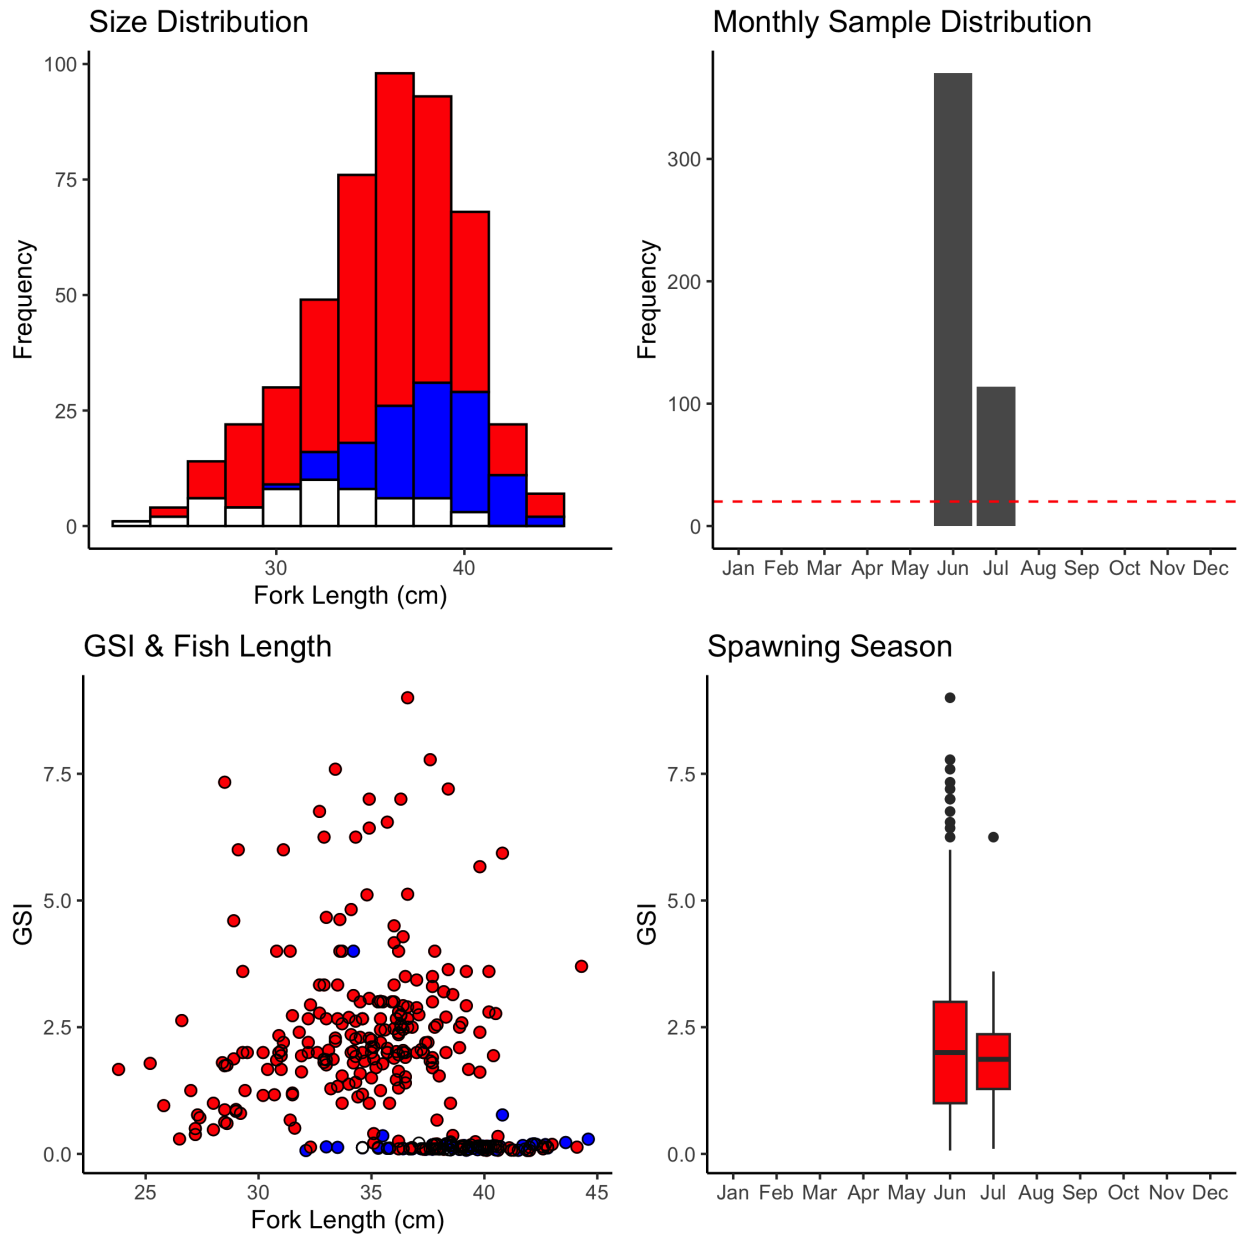 Size Distribution
100
75
50
25
0
Frequency
30 40
Fork Length (cm)
Monthly Sample Distribution
300
200
100
0
Frequency
Jan Feb Mar Apr May Jun Jul Aug Sep Oct Nov Dec
GSI & Fish Length
7.5
5.0
2.5
0.0
GSI
25 30 35 40 45
Fork Length (cm)
Spawning Season
7.5
5.0
2.5
0.0
GSI
Jan Feb Mar Apr May Jun Jul Aug Sep Oct Nov Dec